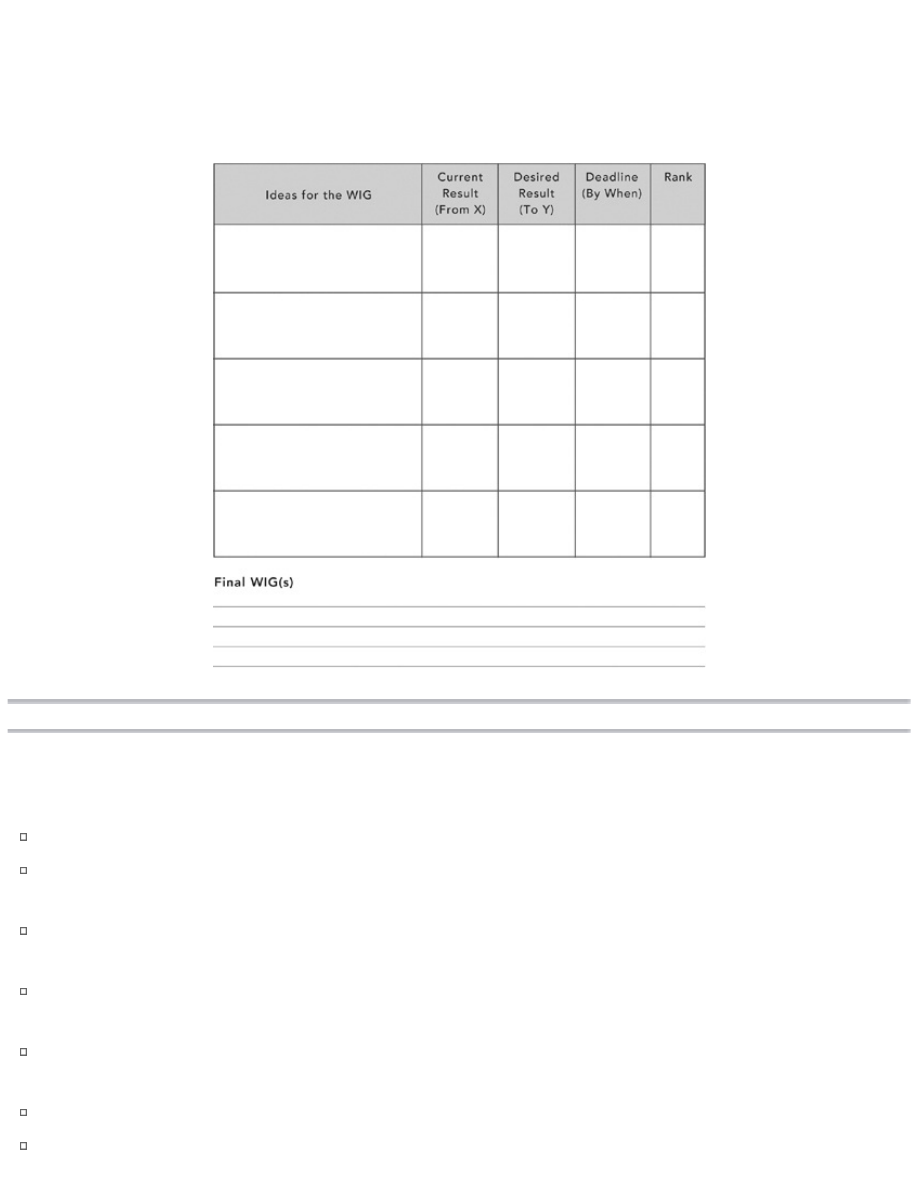 Ideas for the WIG
Current
Result
(From X)
Desired
Result
(To Y)
Deadline
(By When)
Rank
Final WIG(s)